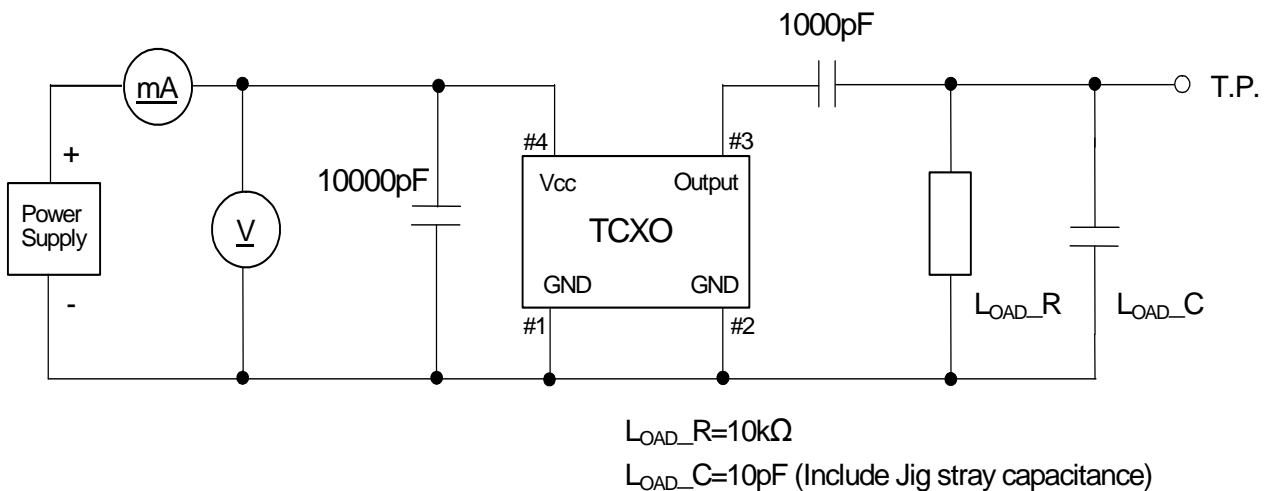 1000pF
mA
T.P.
#4
#3
+
10000pF
Vcc
Output
Power
Supply
V
TCXO
GND
GND
-
#1
#2
LOAD_R
LOAD_C
LOAD_R=10kΩ
LOAD_C=10pF (Include Jig stray capacitance)